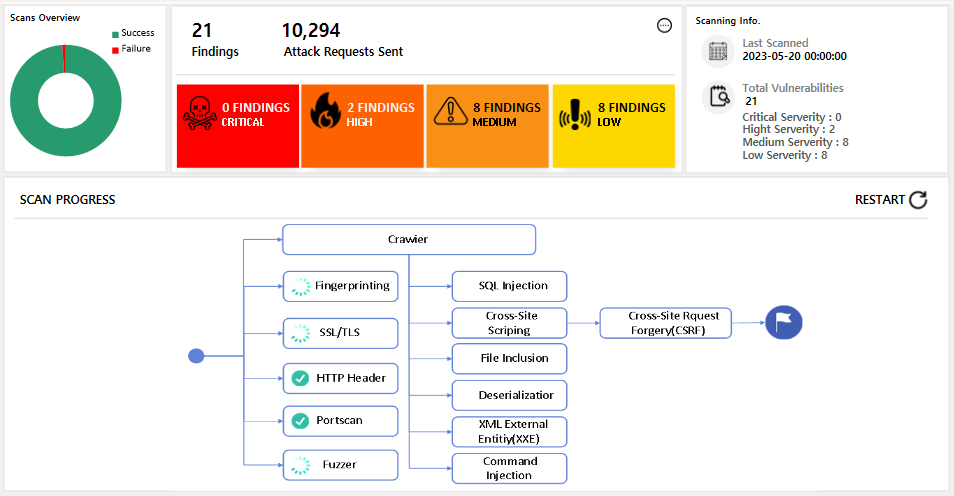 Scans Overview
Success
Failure
21
Findings
10,294
Attack Requests Sent
0 FINDINGS
CRITICAL
2 FINDINGS
HIGH
8 FINDINGS
MEDIUM
8 FINDINGS
LOW
Scanning Info.
Last Scanned
2023-05-20 00:00:00
Total Vulnerabilities
21
Critical Serverity : 0
Hight Serverity : 2
Medium Serverity : 8
Low Serverity : 8
SCAN PROGRESS
RESTART
Crawier
Fingerprinting
SSL/TLS
HTTP Header
Portscan
Fuzzer
SQL Injection
Cross-Site
Scriping
File Inclusion
Deserializatior
XML External
Entitiy(XXE)
Command
Injection
Cross-Site Rquest
Forgery(CSRF)